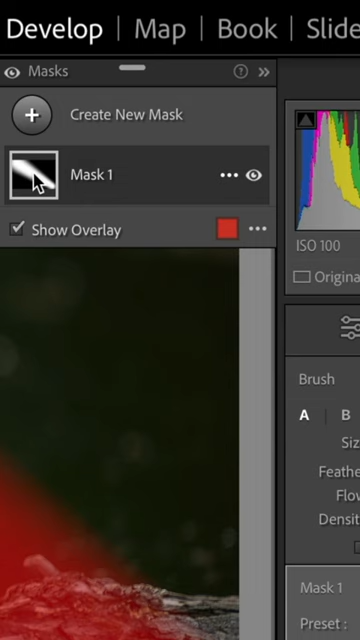 Develop | Map | Book | Slide
Masks
Create New Mask
Mask 1
Show Overlay
ISO 100
Origina
Brush
A | B
Siz
Feathe
Flow
Densit
Mask 1
Preset :